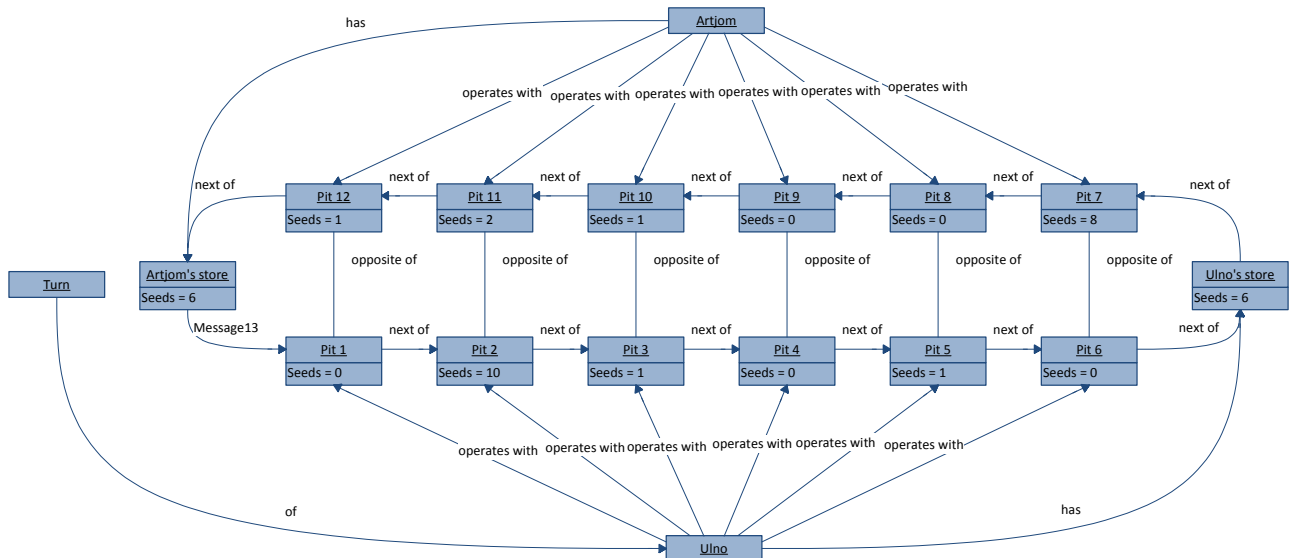 Artjom
has
operates with
operates with
operates with
operates with
operates with
operates with
next of
next of
next of
next of
next of
next of
next of
Pit 12
Seeds = 1
Pit 11
Seeds = 2
Pit 10
Seeds = 1
Pit 9
Seeds = 0
Pit 8
Seeds = 0
Pit 7
Seeds = 8
opposite of
opposite of
opposite of
opposite of
opposite of
opposite of
Turn
Artjom's store
Seeds = 6
Ulno's store
Seeds = 6
Message13
next of
next of
next of
next of
next of
next of
Pit 1
Seeds = 0
Pit 2
Seeds = 10
Pit 3
Seeds = 1
Pit 4
Seeds = 0
Pit 5
Seeds = 1
Pit 6
Seeds = 0
operates with
operates with
operates with
operates with
operates with
operates with
of
has
Ulno